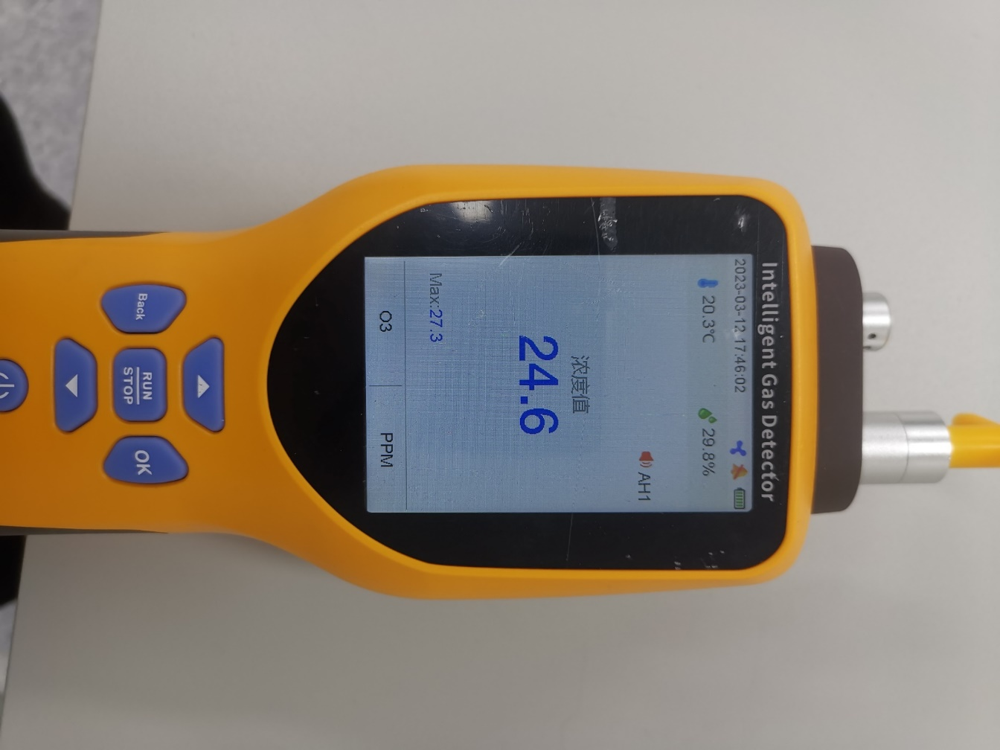 Intelligent Gas Detector
2023-03-12 17:46:02
20.3℃ 29.8%
AH1
浓度值
24.6
Max:27.3
O3 PPM
Back
RUN
STOP
OK